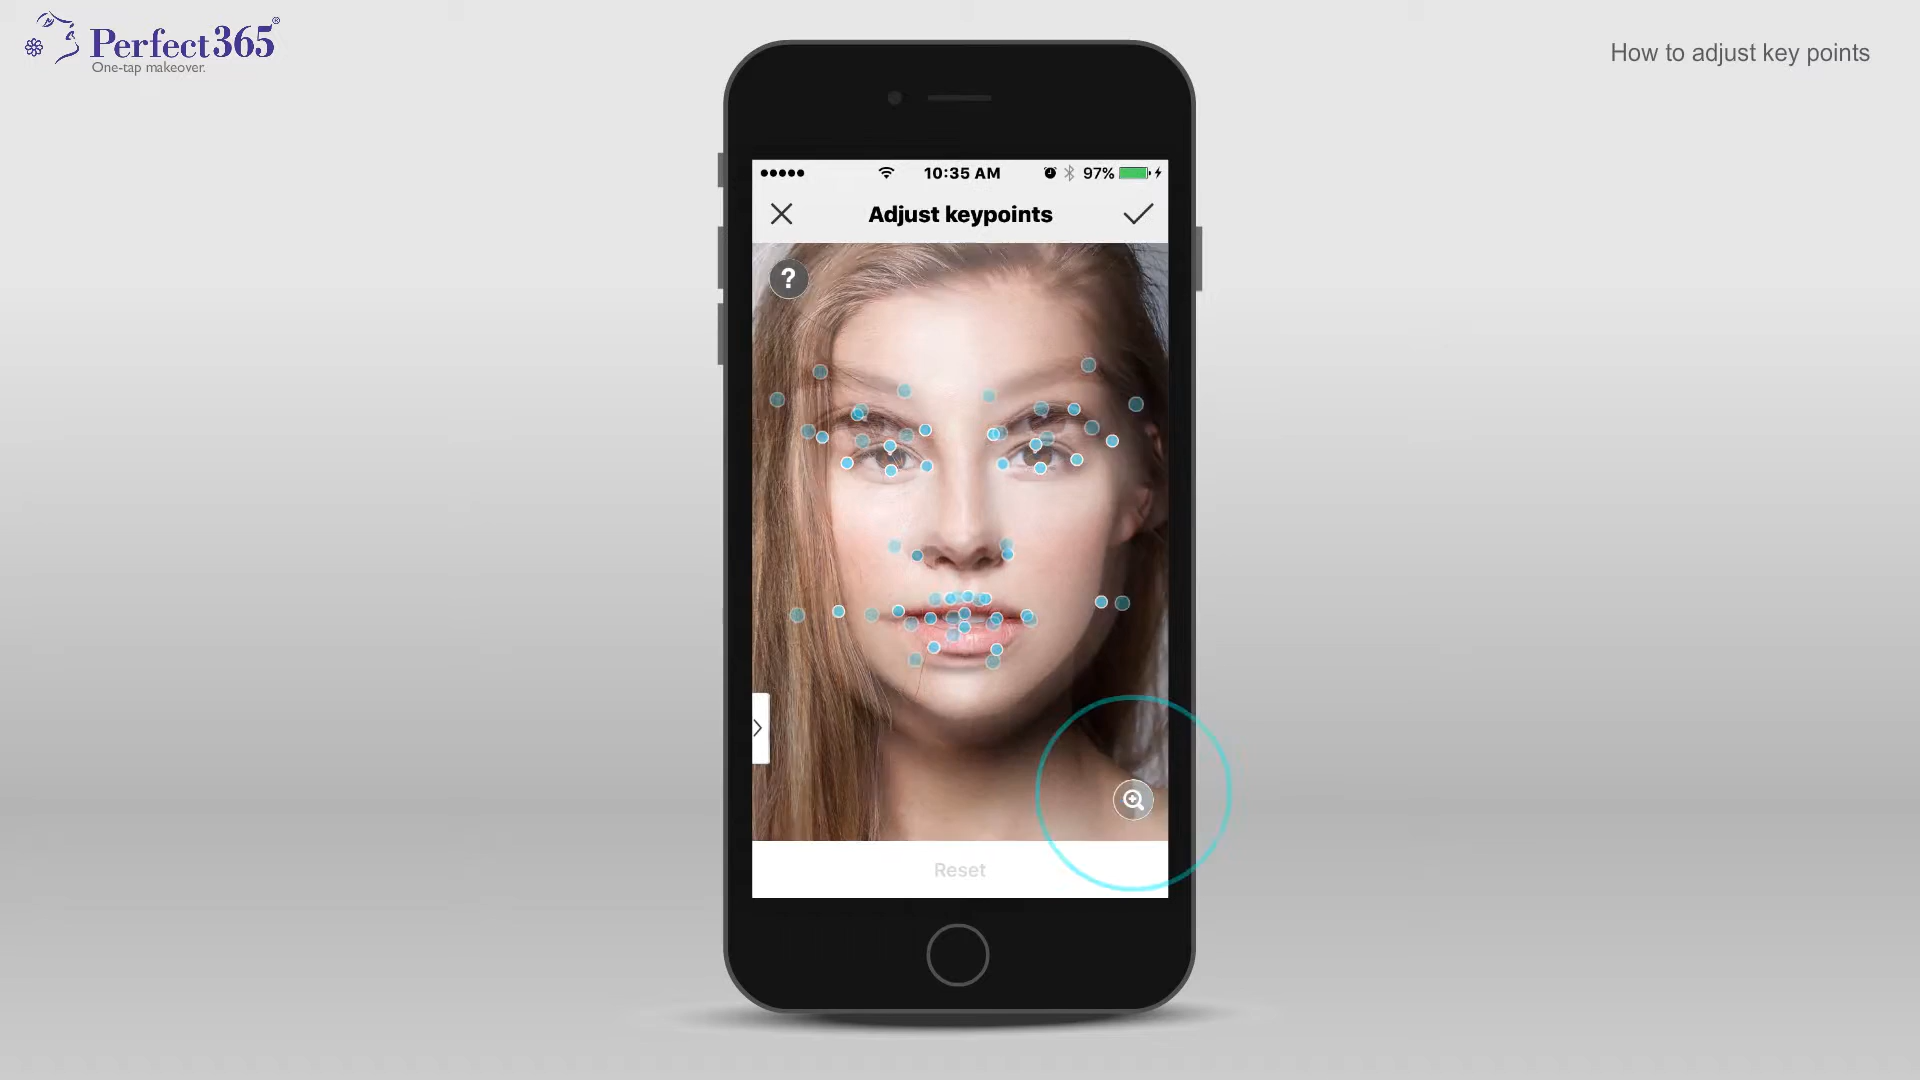 Perfect365®
One-tap makeover.
How to adjust key points
10:35 AM
97%
Adjust keypoints
?
Reset